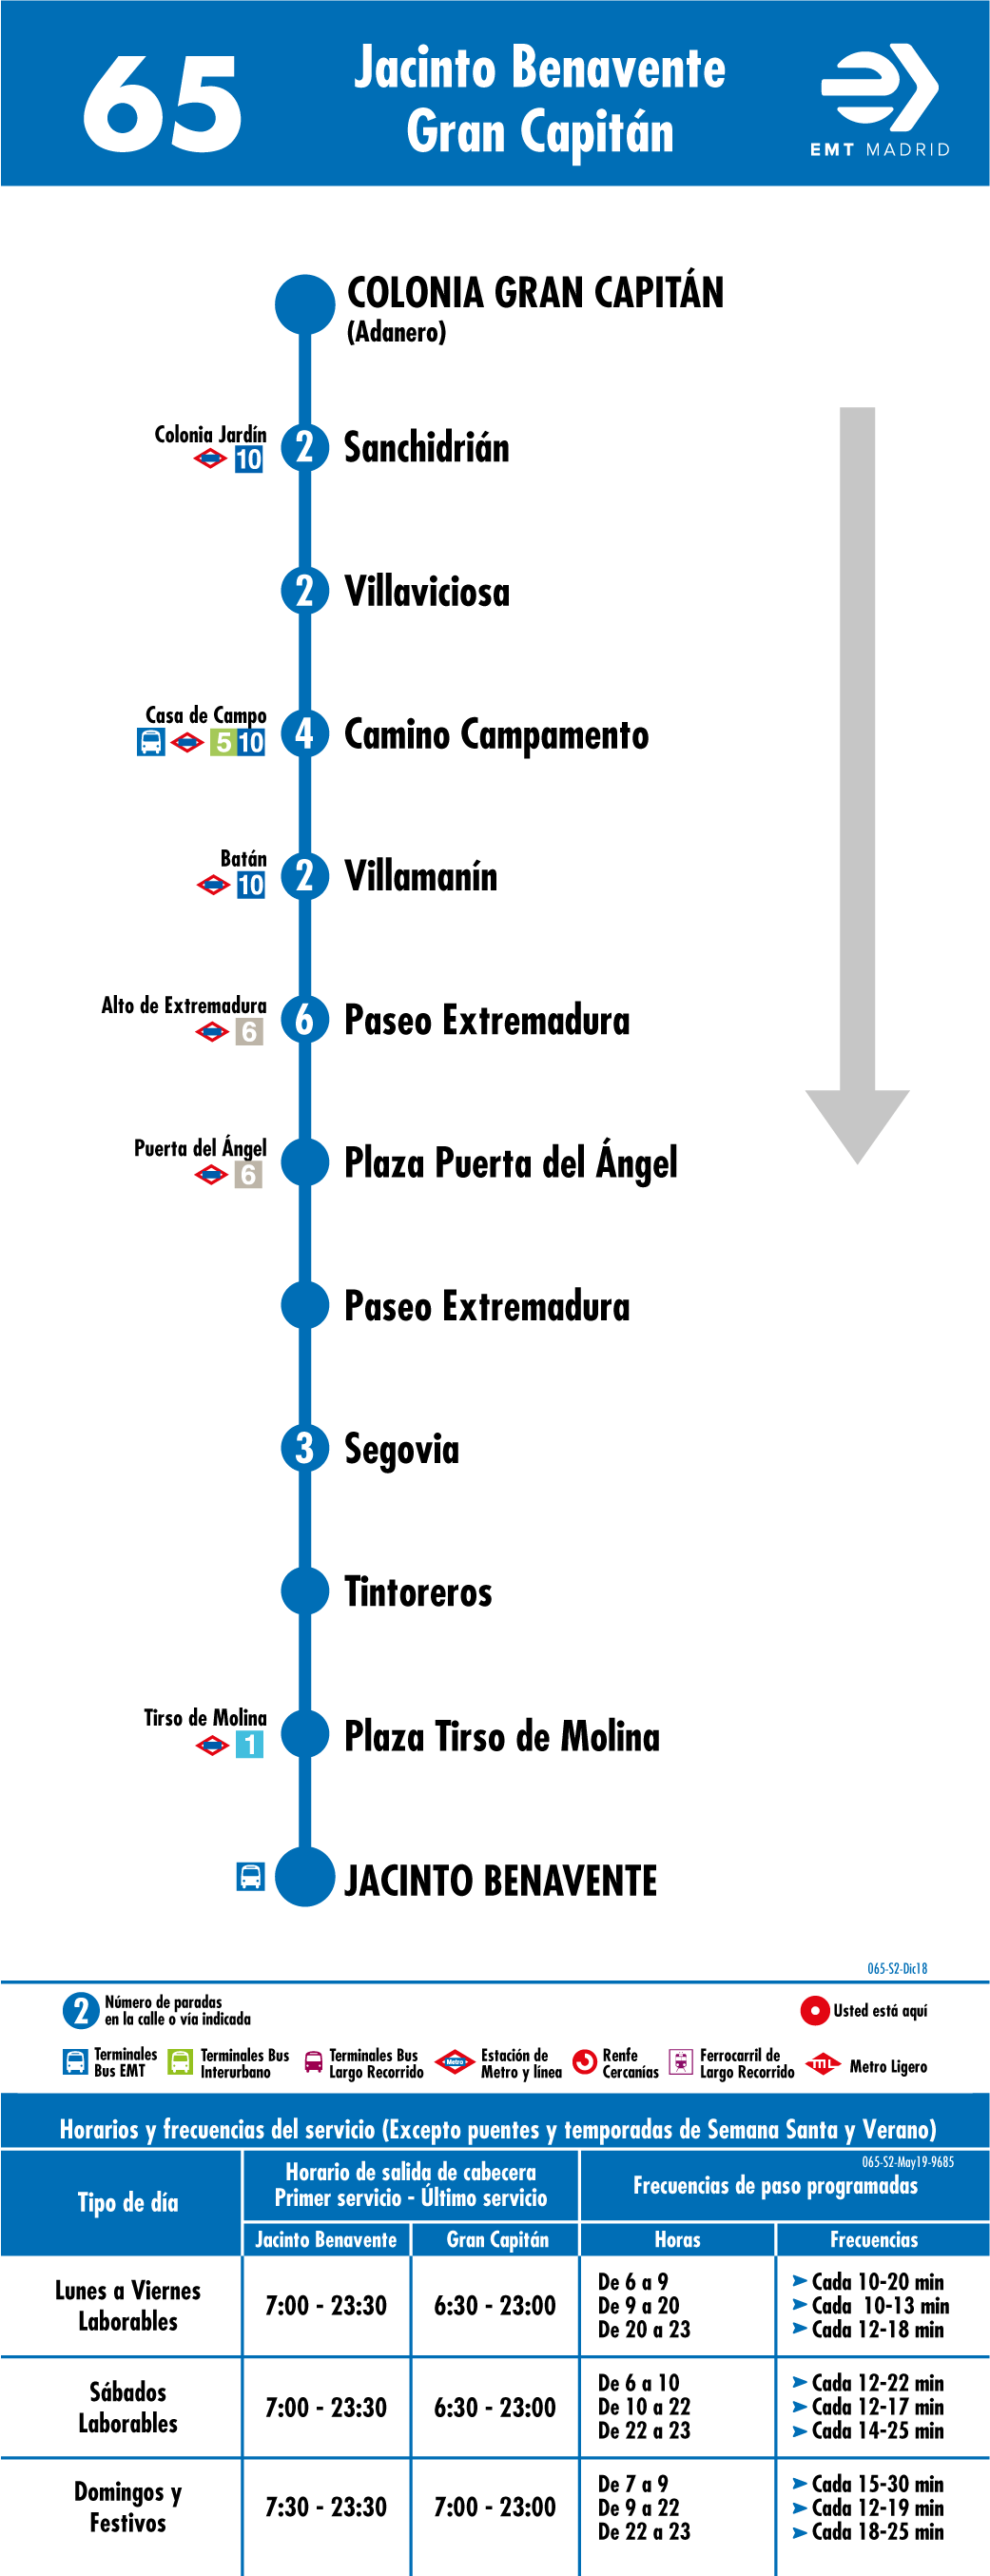 65
Jacinto Benavente
Gran Capitán
EMT MADRID
COLONIA GRAN CAPITÁN
(Adanero)
Colonia Jardín
10
2
Sanchidrián
2
Villaviciosa
Casa de Campo
5 10
4
Camino Campamento
Batán
10
2
Villamanín
Alto de Extremadura
6
6
Paseo Extremadura
Puerta del Ángel
6
Plaza Puerta del Ángel
Paseo Extremadura
3
Segovia
Tintoreros
Tirso de Molina
1
Plaza Tirso de Molina
JACINTO BENAVENTE
065-S2-Dic18
2
Número de paradas
en la calle o vía indicada
Usted está aquí
Terminales
Bus EMT
Terminales Bus
Interurbano
Terminales Bus
Largo Recorrido
Metro
Estación de
Metro y línea
Renfe
Cercanías
Ferrocarril de
Largo Recorrido
ML
Metro Ligero
Horarios y frecuencias del servicio (Excepto puentes y temporadas de Semana Santa y Verano)
065-S2-May19-9685
Tipo de día
Horario de salida de cabecera
Primer servicio - Último servicio
Frecuencias de paso programadas
Jacinto Benavente Gran Capitán Horas Frecuencias
Lunes a Viernes
Laborables
7:00 - 23:30 6:30 - 23:00
De 6 a 9 Cada 10-20 min
De 9 a 20 Cada 10-13 min
De 20 a 23 Cada 12-18 min
Sábados
Laborables
7:00 - 23:30 6:30 - 23:00
De 6 a 10 Cada 12-22 min
De 10 a 22 Cada 12-17 min
De 22 a 23 Cada 14-25 min
Domingos y
Festivos
7:30 - 23:30 7:00 - 23:00
De 7 a 9 Cada 15-30 min
De 9 a 22 Cada 12-19 min
De 22 a 23 Cada 18-25 min